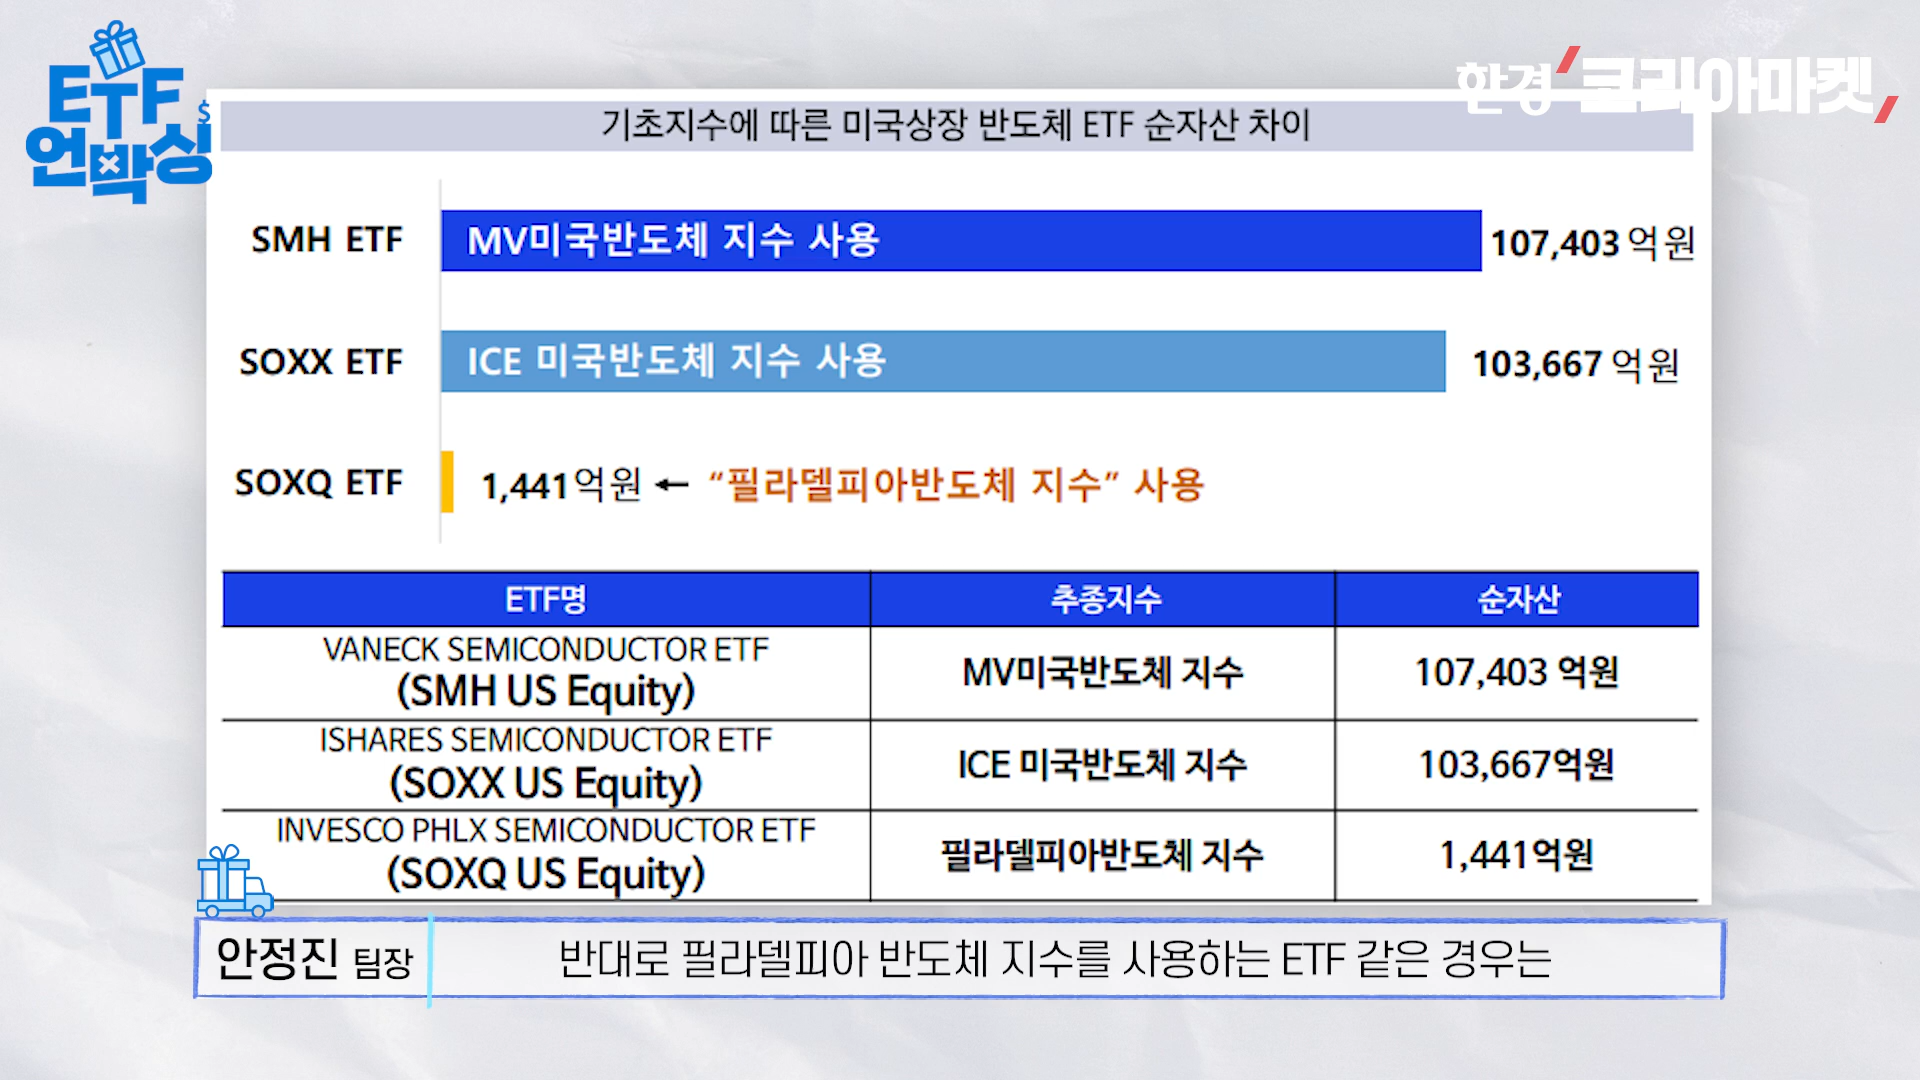 ETF
언박싱
$
한경 코리아마켓
기초지수에 따른 미국상장 반도체 ETF 순자산 차이
SMH ETF
MV미국반도체 지수 사용
107,403 억원
SOXX ETF
ICE 미국반도체 지수 사용
103,667 억원
SOXQ ETF
1,441억원 ← “필라델피아반도체 지수” 사용
ETF명
추종지수
순자산
VANECK SEMICONDUCTOR ETF
(SMH US Equity)
MV미국반도체 지수
107,403 억원
ISHARES SEMICONDUCTOR ETF
(SOXX US Equity)
ICE 미국반도체 지수
103,667억원
INVESCO PHLX SEMICONDUCTOR ETF
(SOXQ US Equity)
필라델피아반도체 지수
1,441억원
안정진 팀장
반대로 필라델피아 반도체 지수를 사용하는 ETF 같은 경우는